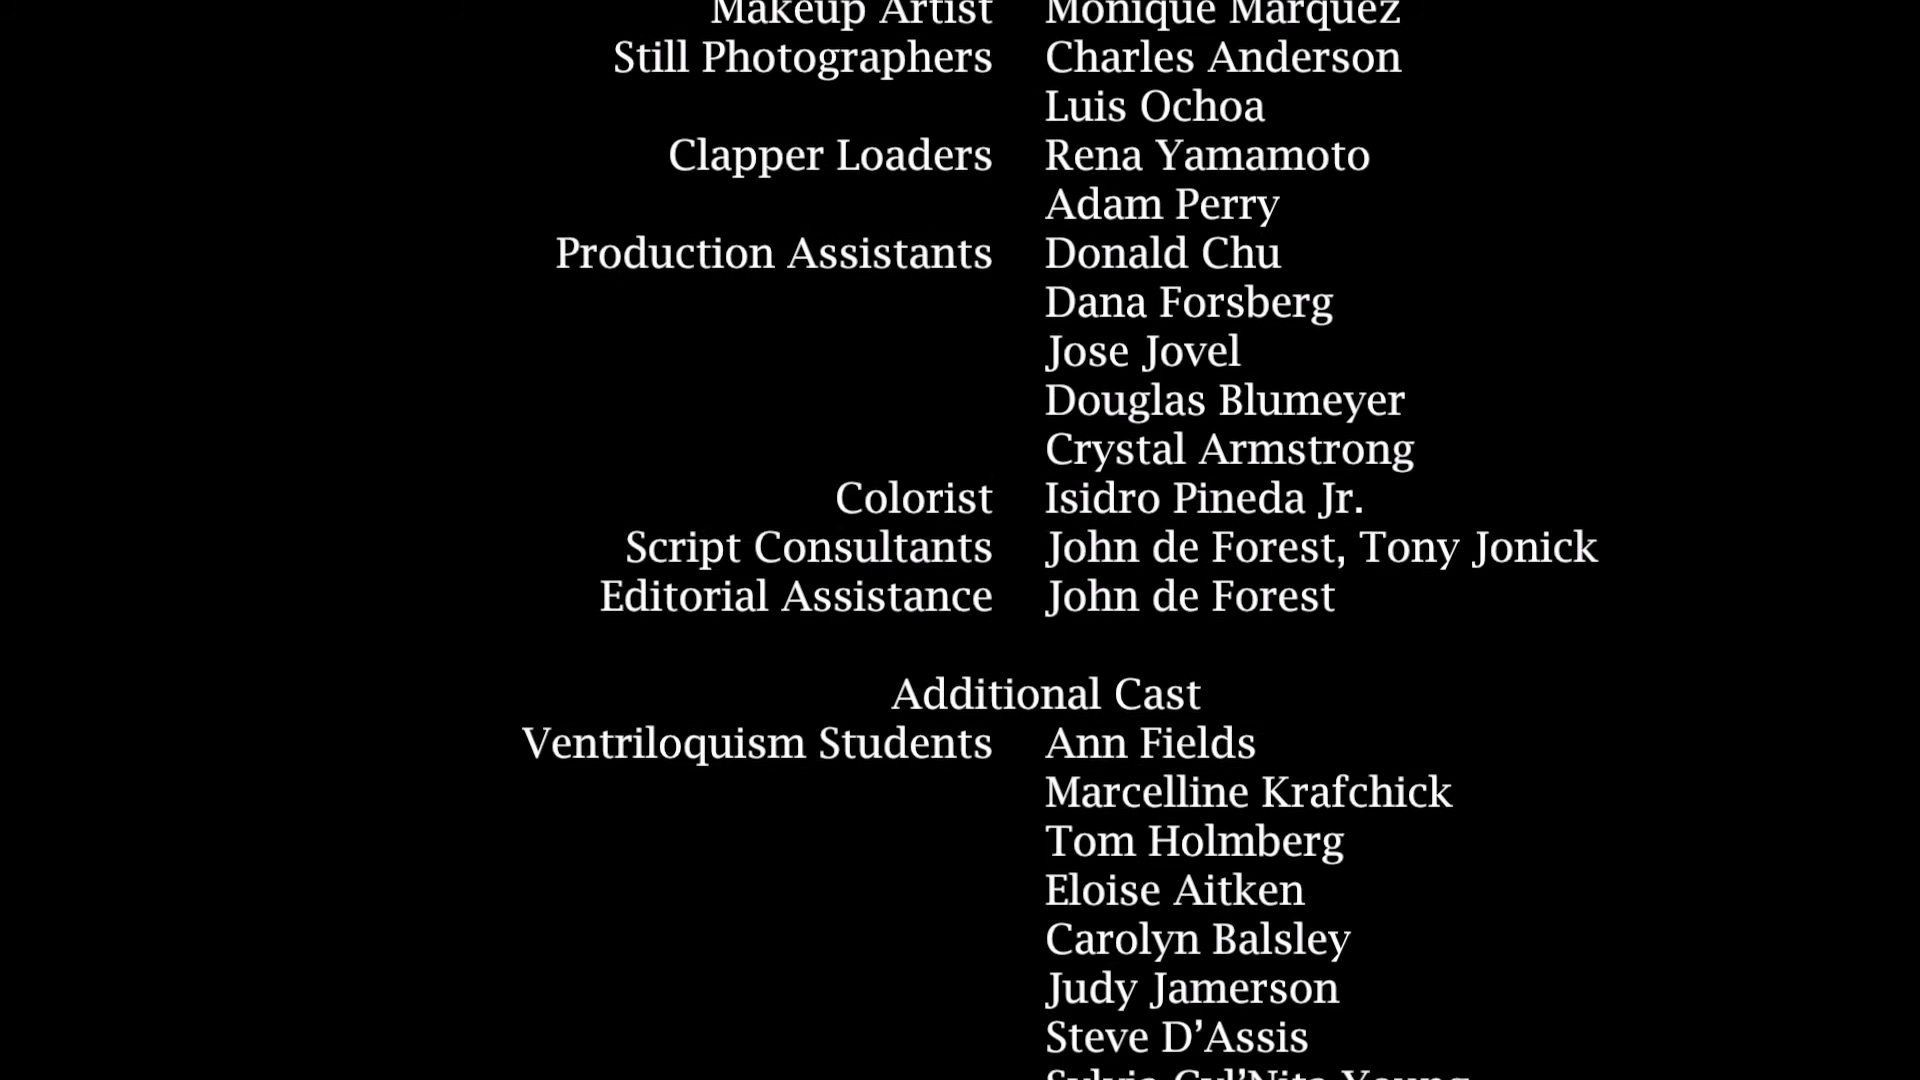 Makeup Artist Monique Marquez
Still Photographers Charles Anderson
Luis Ochoa
Clapper Loaders Rena Yamamoto
Adam Perry
Production Assistants Donald Chu
Dana Forsberg
Jose Jovel
Douglas Blumeyer
Crystal Armstrong
Colorist Isidro Pineda Jr.
Script Consultants John de Forest, Tony Jonick
Editorial Assistance John de Forest
Additional Cast
Ventriloquism Students Ann Fields
Marcelline Krafchick
Tom Holmberg
Eloise Aitken
Carolyn Balsley
Judy Jamerson
Steve D’Assis